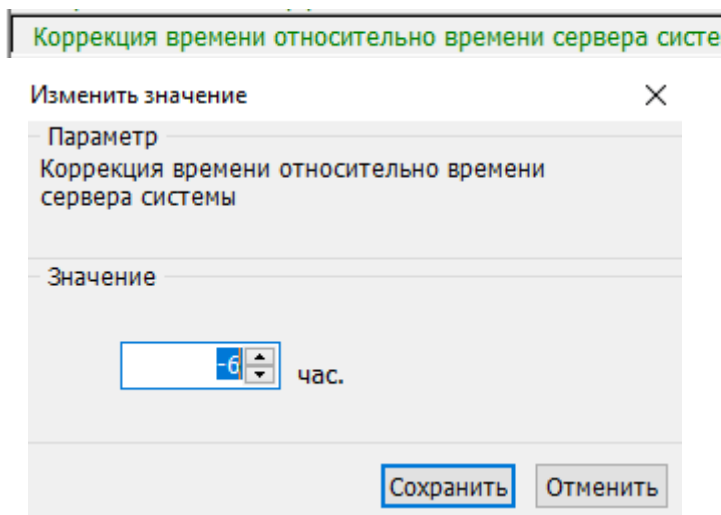 Коррекция времени относительно времени сервера
Изменить значение
Параметр
Коррекция времени относительно времени
сервера системы
Значение
-6
час.
Сохранить
Отменить